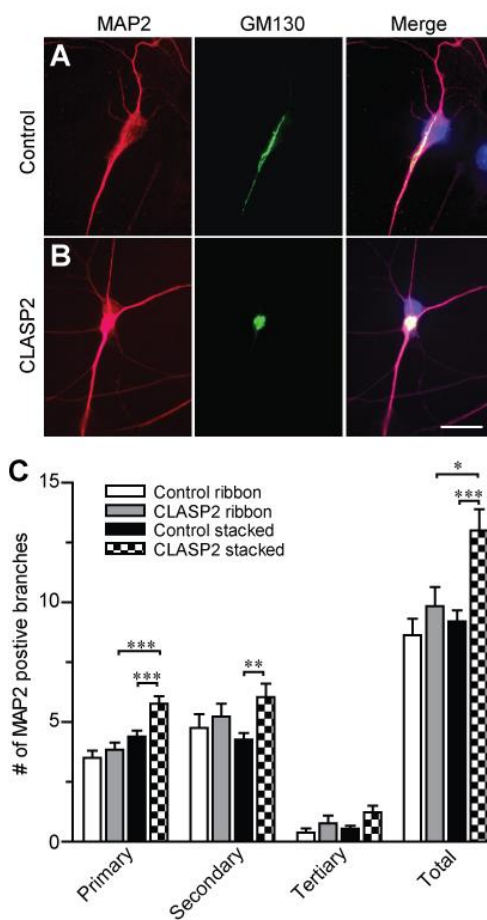 MAP2 GM130 Merge
A
Control
B
CLASP2
C
15
10
5
0
# of MAP2 postive branches
Control ribbon
CLASP2 ribbon
Control stacked
CLASP2 stacked
*** 
***
**
*
***
Primary Secondary Tertiary Total